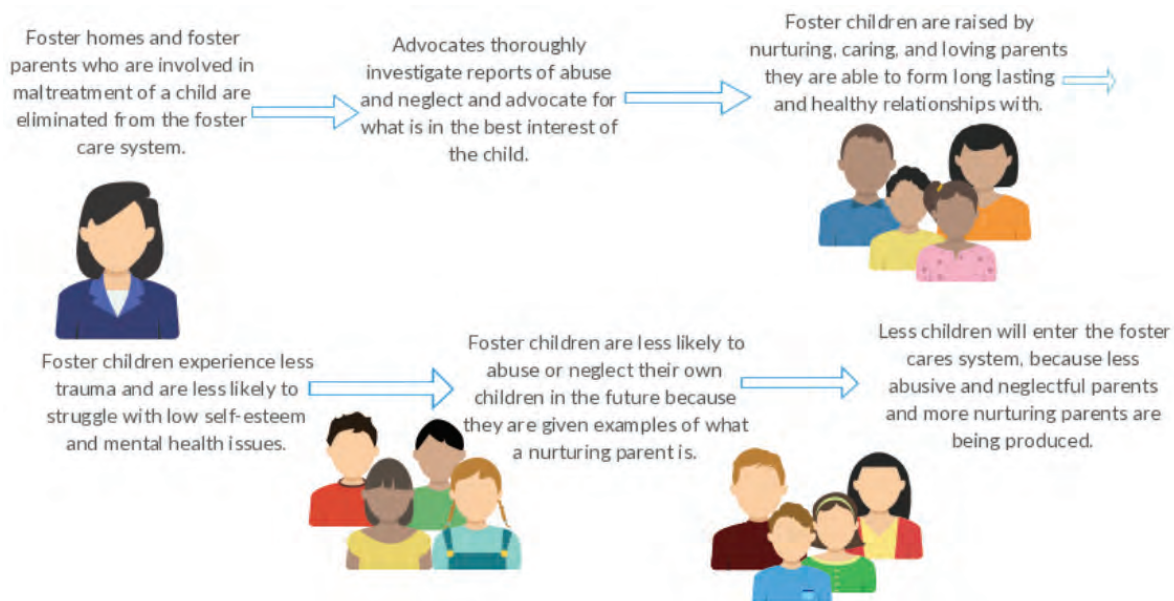 Foster homes and foster
parents who are involved in
maltreatment of a child are
eliminated from the foster
care system.
Advocates thoroughly
investigate reports of abuse
and neglect and advocate for
what is in the best interest of
the child.
Foster children are raised by
nurturing, caring, and loving parents
they are able to form long lasting
and healthy relationships with.
Foster children experience less
trauma and are less likely to
struggle with low self-esteem
and mental health issues.
Foster children are less likely to
abuse or neglect their own
children in the future because
they are given examples of what
a nurturing parent is.
Less children will enter the foster
cares system, because less
abusive and neglectful parents
and more nurturing parents are
being produced.